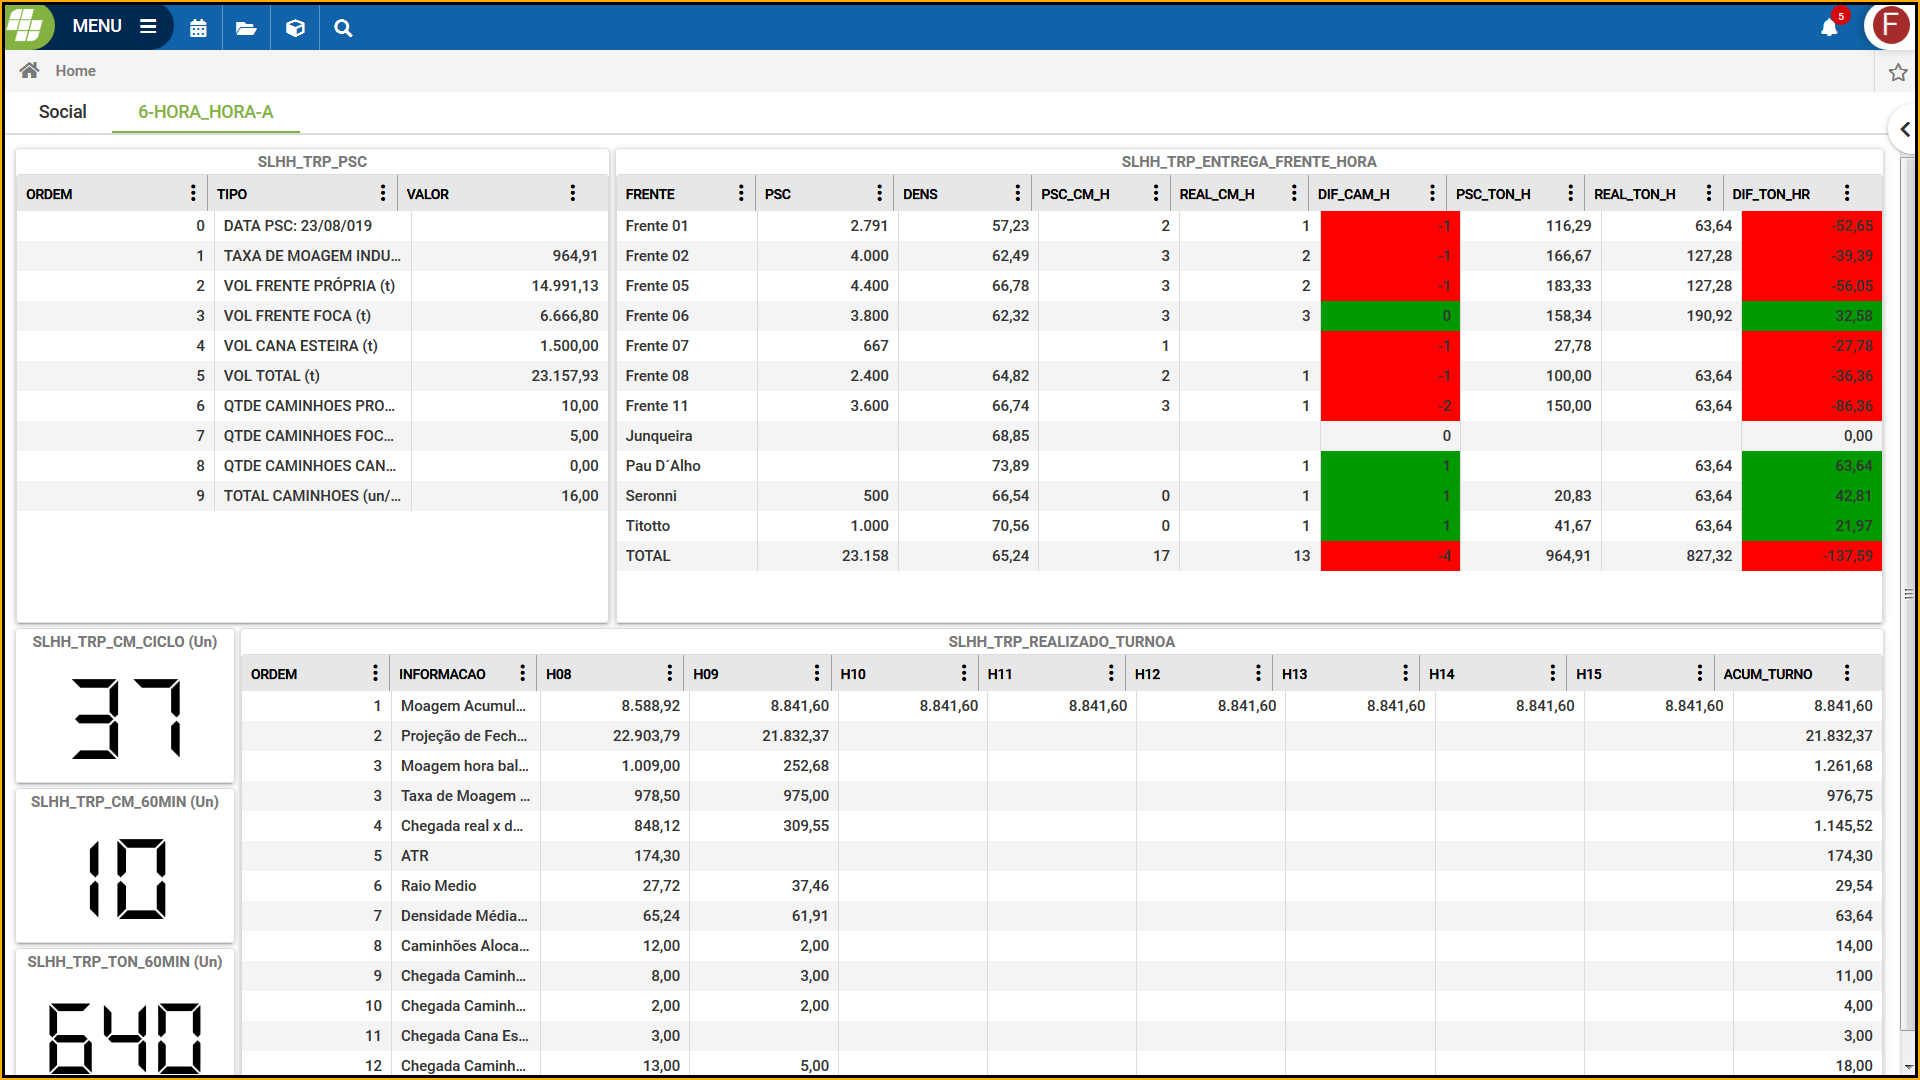 MENU
5
F
Home
Social 6-HORA_HORA-A
SLHH_TRP_PSC
ORDEM TIPO VALOR
0 DATA PSC: 23/08/019
1 TAXA DE MOAGEM INDU... 964,91
2 VOL FRENTE PRÓPRIA (t) 14.991,13
3 VOL FRENTE FOCA (t) 6.666,80
4 VOL CANA ESTEIRA (t) 1.500,00
5 VOL TOTAL (t) 23.157,93
6 QTDE CAMINHOES PRO... 10,00
7 QTDE CAMINHOES FOC... 5,00
8 QTDE CAMINHOES CAN... 0,00
9 TOTAL CAMINHOES (un/... 16,00
SLHH_TRP_ENTREGA_FRENTE_HORA
FRENTE PSC DENS PSC_CM_H REAL_CM_H DIF_CAM_H PSC_TON_H REAL_TON_H DIF_TON_HR
Frente 01 2.791 57,23 2 1 -1 116,29 63,64 -52,65
Frente 02 4.000 62,49 3 2 -1 166,67 127,28 -39,39
Frente 05 4.400 66,78 3 2 -1 183,33 127,28 -56,05
Frente 06 3.800 62,32 3 3 0 158,34 190,92 32,58
Frente 07 667 1 -1 27,78 -27,78
Frente 08 2.400 64,82 2 1 -1 100,00 63,64 -36,36
Frente 11 3.600 66,74 3 1 -2 150,00 63,64 -86,36
Junqueira 68,85 0 0,00
Pau D´Alho 73,89 1 1 63,64 63,64
Seronni 500 66,54 0 1 1 20,83 63,64 42,81
Titotto 1.000 70,56 0 1 1 41,67 63,64 21,97
TOTAL 23.158 65,24 17 13 -4 964,91 827,32 -137,59
SLHH_TRP_CM_CICLO (Un)
37
SLHH_TRP_CM_60MIN (Un)
10
SLHH_TRP_TON_60MIN (Un)
640
SLHH_TRP_REALIZADO_TURNOA
ORDEM INFORMACAO H08 H09 H10 H11 H12 H13 H14 H15 ACUM_TURNO
1 Moagem Acumul... 8.588,92 8.841,60 8.841,60 8.841,60 8.841,60 8.841,60 8.841,60 8.841,60 8.841,60
2 Projeção de Fech... 22.903,79 21.832,37 21.832,37
3 Moagem hora bal... 1.009,00 252,68 1.261,68
3 Taxa de Moagem ... 978,50 975,00 976,75
4 Chegada real x d... 848,12 309,55 1.145,52
5 ATR 174,30 174,30
6 Raio Medio 27,72 37,46 29,54
7 Densidade Média... 65,24 61,91 63,64
8 Caminhões Aloca... 12,00 2,00 14,00
9 Chegada Caminh... 8,00 3,00 11,00
10 Chegada Caminh... 2,00 2,00 4,00
11 Chegada Cana Es... 3,00 3,00
12 Chegada Caminh... 13,00 5,00 18,00